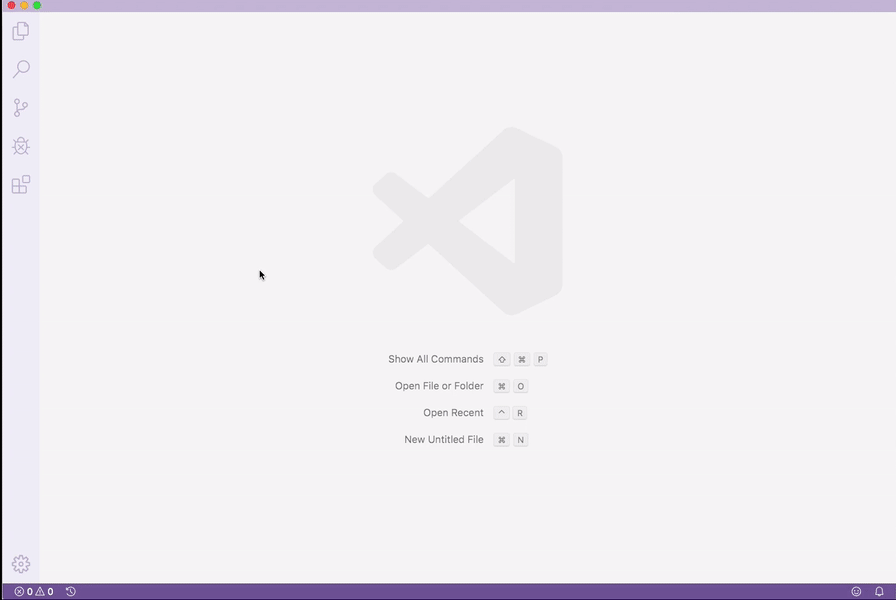 Show All Commands ⇧ ⌘ P
Open File or Folder ⌘ O
Open Recent ⌃ R
New Untitled File ⌘ N
0 0